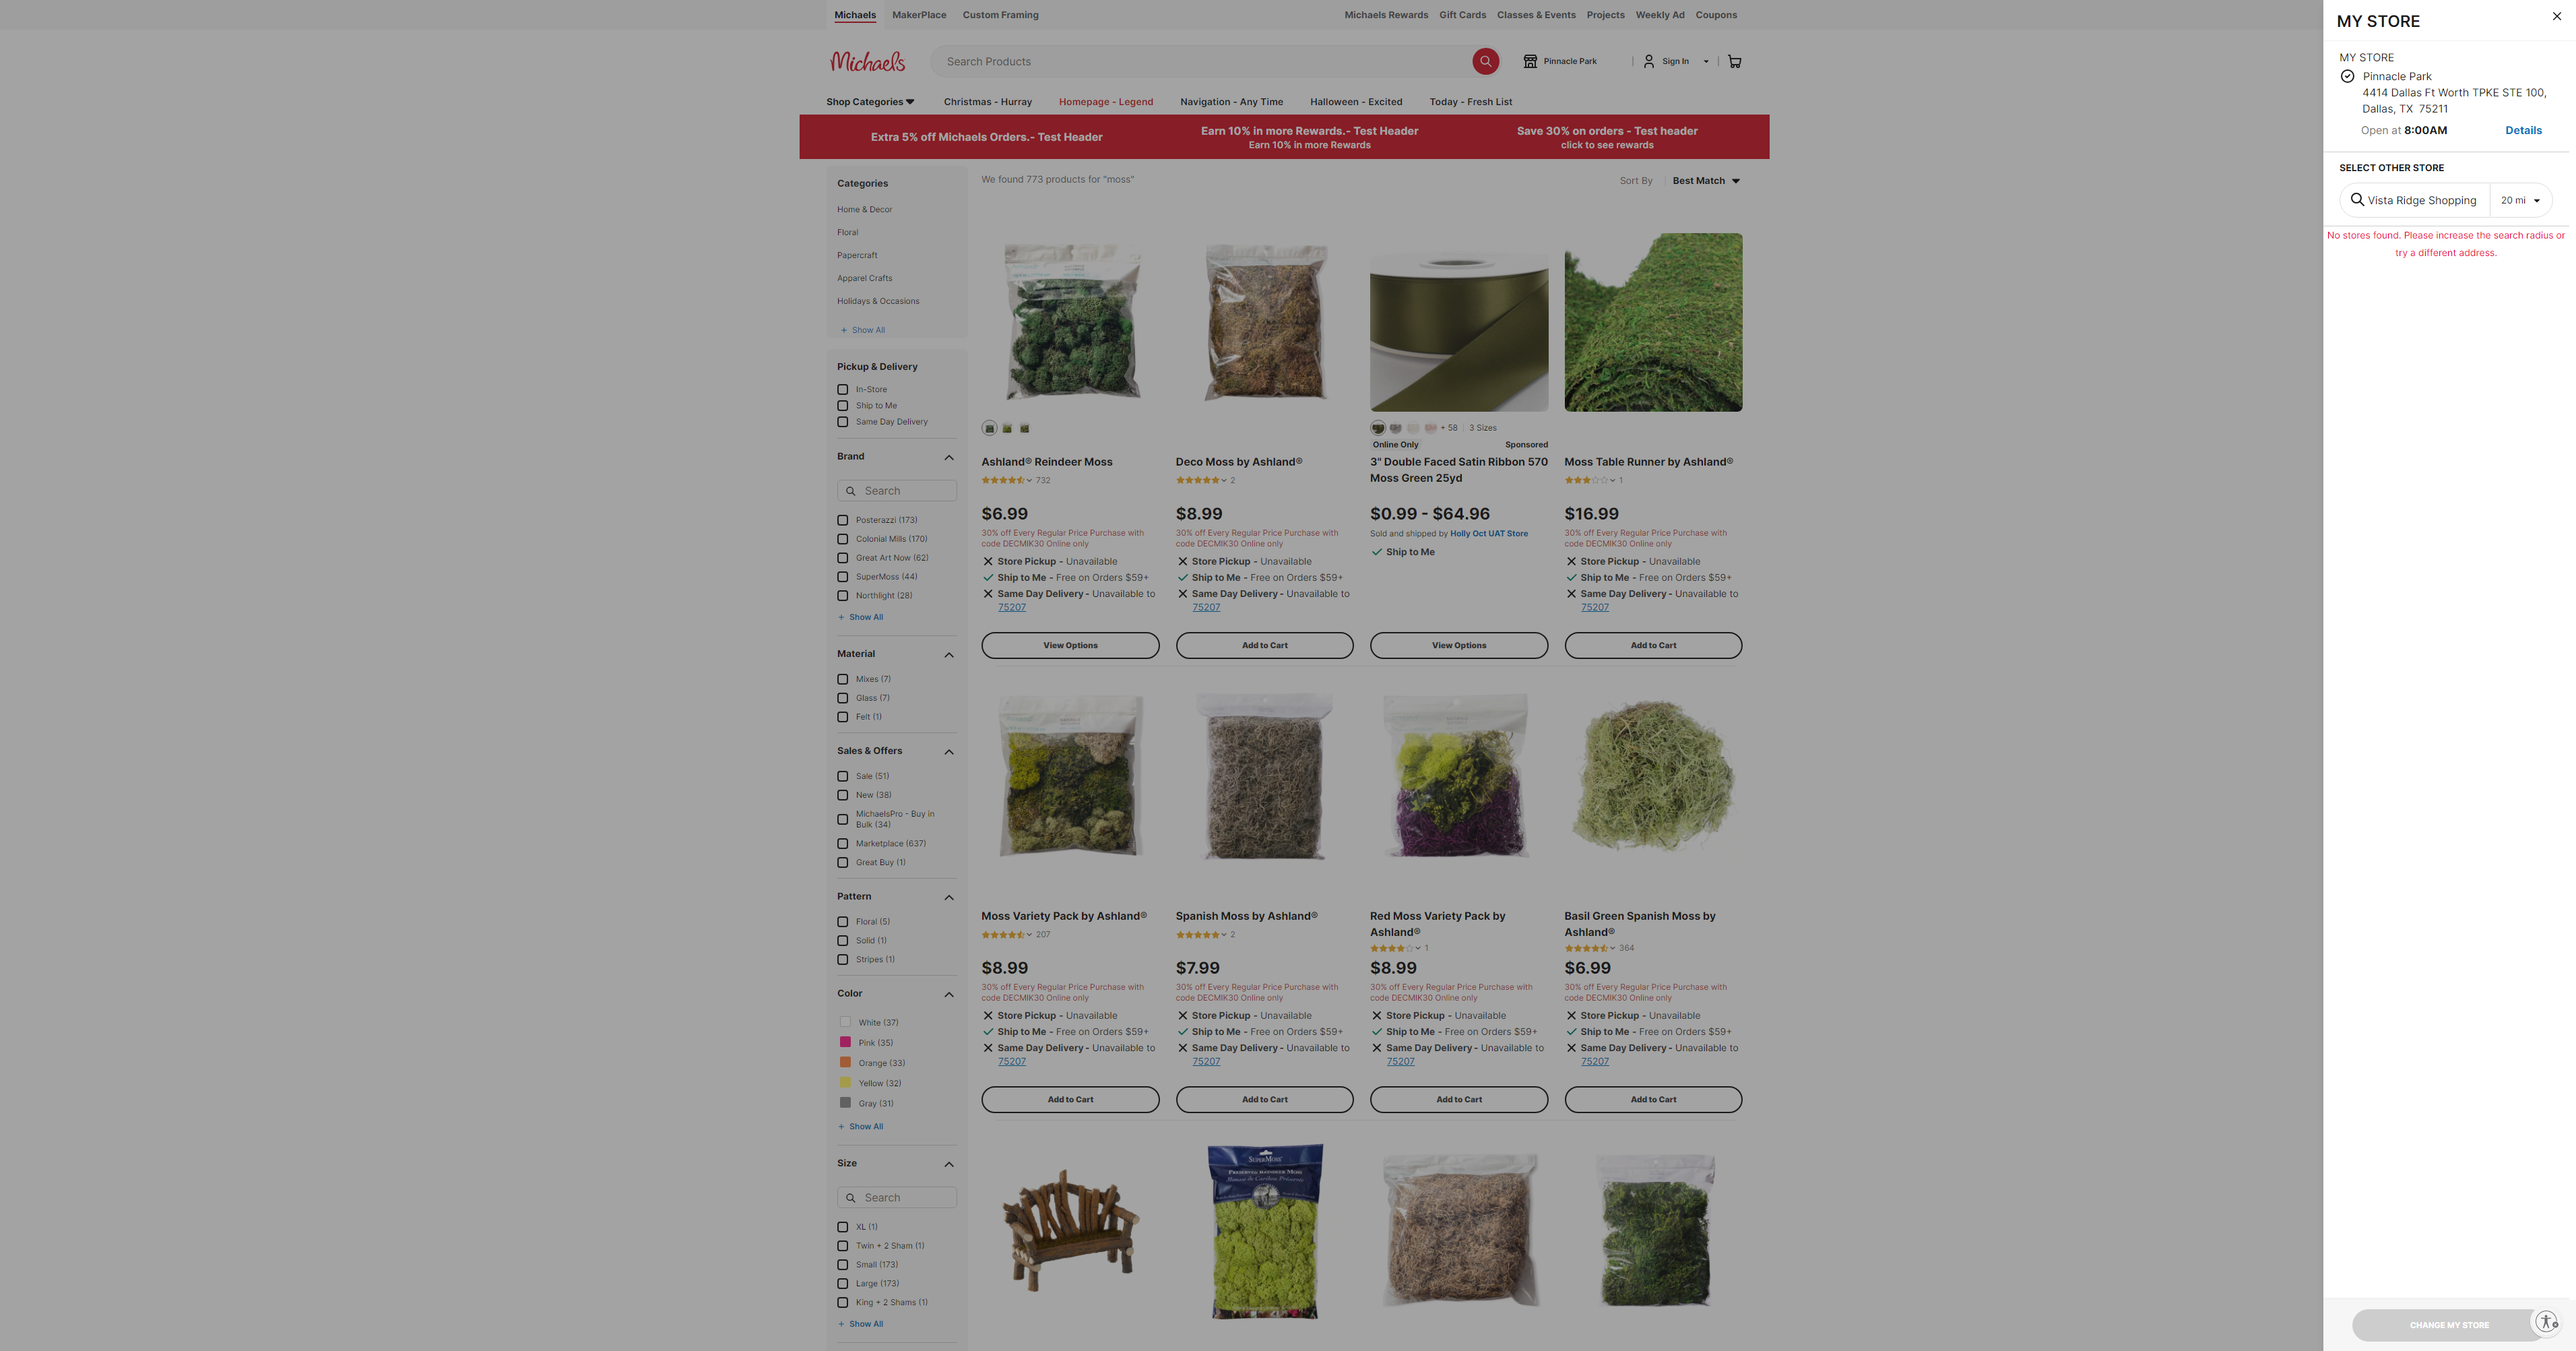 Michaels MakerPlace Custom Framing
Michaels Rewards Gift Cards Classes & Events Projects Weekly Ad Coupons
Michaels
Search Products
Pinnacle Park
Sign In
Shop Categories Christmas - Hurray Homepage - Legend Navigation - Any Time Halloween - Excited Today - Fresh List
Extra 5% off Michaels Orders.- Test Header
Earn 10% in more Rewards.- Test Header
Earn 10% in more Rewards
Save 30% on orders - Test header
click to see rewards
Categories
Home & Decor
Floral
Papercraft
Apparel Crafts
Holidays & Occasions
+ Show All
Pickup & Delivery
In-Store
Ship to Me
Same Day Delivery
Brand
Search
Posterazzi (173)
Colonial Mills (170)
Great Art Now (62)
SuperMoss (44)
Northlight (28)
+ Show All
Material
Mixes (7)
Glass (7)
Felt (1)
Sales & Offers
Sale (51)
New (38)
MichaelsPro - Buy in
Bulk (34)
Marketplace (637)
Great Buy (1)
Pattern
Floral (5)
Solid (1)
Stripes (1)
Color
White (37)
Pink (35)
Orange (33)
Yellow (32)
Gray (31)
+ Show All
Size
Search
XL (1)
Twin + 2 Sham (1)
Small (173)
Large (173)
King + 2 Shams (1)
+ Show All
We found 773 products for "moss"
Sort By Best Match
Ashland® Reindeer Moss
732
$6.99
30% off Every Regular Price Purchase with
code DECMIK30 Online only
Store Pickup - Unavailable
Ship to Me - Free on Orders $59+
Same Day Delivery - Unavailable to
75207
View Options
Deco Moss by Ashland®
2
$8.99
30% off Every Regular Price Purchase with
code DECMIK30 Online only
Store Pickup - Unavailable
Ship to Me - Free on Orders $59+
Same Day Delivery - Unavailable to
75207
Add to Cart
+ 58 3 Sizes
Online Only Sponsored
3" Double Faced Satin Ribbon 570
Moss Green 25yd
$0.99 - $64.96
Sold and shipped by Holly Oct UAT Store
Ship to Me
View Options
Moss Table Runner by Ashland®
1
$16.99
30% off Every Regular Price Purchase with
code DECMIK30 Online only
Store Pickup - Unavailable
Ship to Me - Free on Orders $59+
Same Day Delivery - Unavailable to
75207
Add to Cart
Moss Variety Pack by Ashland®
207
$8.99
30% off Every Regular Price Purchase with
code DECMIK30 Online only
Store Pickup - Unavailable
Ship to Me - Free on Orders $59+
Same Day Delivery - Unavailable to
75207
Add to Cart
Spanish Moss by Ashland®
2
$7.99
30% off Every Regular Price Purchase with
code DECMIK30 Online only
Store Pickup - Unavailable
Ship to Me - Free on Orders $59+
Same Day Delivery - Unavailable to
75207
Add to Cart
Red Moss Variety Pack by
Ashland®
1
$8.99
30% off Every Regular Price Purchase with
code DECMIK30 Online only
Store Pickup - Unavailable
Ship to Me - Free on Orders $59+
Same Day Delivery - Unavailable to
75207
Add to Cart
Basil Green Spanish Moss by
Ashland®
364
$6.99
30% off Every Regular Price Purchase with
code DECMIK30 Online only
Store Pickup - Unavailable
Ship to Me - Free on Orders $59+
Same Day Delivery - Unavailable to
75207
Add to Cart
SuperMoss
Preserved Reindeer Moss
MY STORE
MY STORE
Pinnacle Park
4414 Dallas Ft Worth TPKE STE 100,
Dallas, TX 75211
Open at 8:00AM Details
SELECT OTHER STORE
Vista Ridge Shopping 20 mi
No stores found. Please increase the search radius or
try a different address.
CHANGE MY STORE